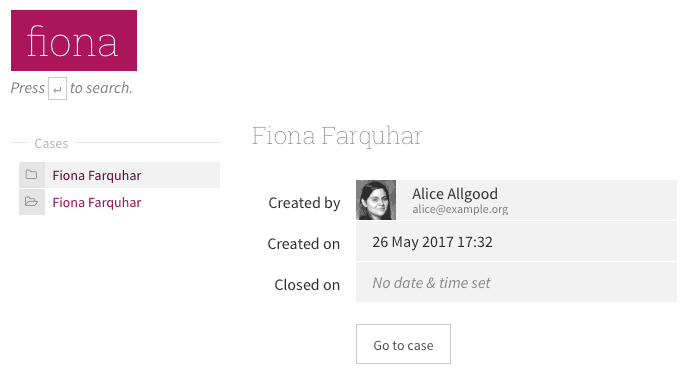 fiona
Press ↵ to search.
Cases
Fiona Farquhar
Fiona Farquhar
Fiona Farquhar
Created by
Alice Allgood
alice@example.org
Created on
26 May 2017 17:32
Closed on
No date & time set
Go to case